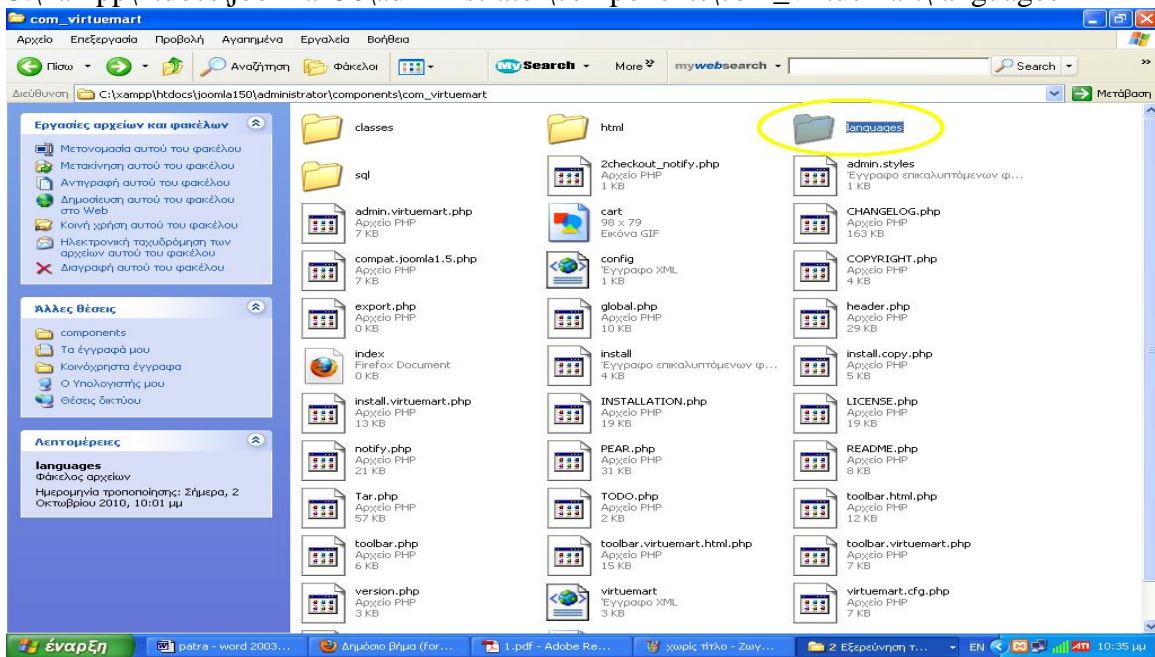 C:\xampp\htdocs\joomla150\administrator\components\com_virtuemart\languages
com_virtuemart
Αρχείο Επεξεργασία Προβολή Αγαπημένα Εργαλεία Βοήθεια
Πίσω Αναζήτηση Φάκελοι My Search More mywebsearch Search
Διεύθυνση C:\xampp\htdocs\joomla150\administrator\components\com_virtuemart Μετάβαση
Εργασίες αρχείων και φακέλων
Μετονομασία αυτού του φακέλου
Μετακίνηση αυτού του φακέλου
Αντιγραφή αυτού του φακέλου
Δημοσίευση αυτού του φακέλου
στο Web
Κοινή χρήση αυτού του φακέλου
Ηλεκτρονική ταχυδρόμηση των
αρχείων αυτού του φακέλου
Διαγραφή αυτού του φακέλου
Άλλες θέσεις
components
Τα έγγραφά μου
Κοινόχρηστα έγγραφα
Ο Υπολογιστής μου
Θέσεις δικτύου
Λεπτομέρειες
languages
Φάκελος αρχείων
Ημερομηνία τροποποίησης: Σήμερα, 2
Οκτωβρίου 2010, 10:01 μμ
classes html languages
sql
2checkout_notify.php
Αρχείο PHP
1 KB
admin.styles
Έγγραφο επικαλυπτόμενων φ...
1 KB
admin.virtuemart.php
Αρχείο PHP
7 KB
cart
98 x 79
Εικόνα GIF
CHANGELOG.php
Αρχείο PHP
163 KB
compat.joomla1.5.php
Αρχείο PHP
7 KB
config
Έγγραφο XML
1 KB
COPYRIGHT.php
Αρχείο PHP
4 KB
export.php
Αρχείο PHP
0 KB
global.php
Αρχείο PHP
10 KB
header.php
Αρχείο PHP
29 KB
index
Firefox Document
0 KB
install
Έγγραφο επικαλυπτόμενων φ...
4 KB
install.copy.php
Αρχείο PHP
5 KB
install.virtuemart.php
Αρχείο PHP
13 KB
INSTALLATION.php
Αρχείο PHP
19 KB
LICENSE.php
Αρχείο PHP
19 KB
notify.php
Αρχείο PHP
21 KB
PEAR.php
Αρχείο PHP
31 KB
README.php
Αρχείο PHP
8 KB
Tar.php
Αρχείο PHP
57 KB
TODO.php
Αρχείο PHP
2 KB
toolbar.html.php
Αρχείο PHP
12 KB
toolbar.php
Αρχείο PHP
6 KB
toolbar.virtuemart.html.php
Αρχείο PHP
15 KB
toolbar.virtuemart.php
Αρχείο PHP
7 KB
version.php
Αρχείο PHP
3 KB
virtuemart
Έγγραφο XML
3 KB
virtuemart.cfg.php
Αρχείο PHP
7 KB
έναρξη patra - word 2003... Δημόσιο Βήμα (for... 1.pdf - Adobe Re... χωρίς τίτλο - Ζωγ... 2 Εξερεύνηση τ... EN 10:35 μμ